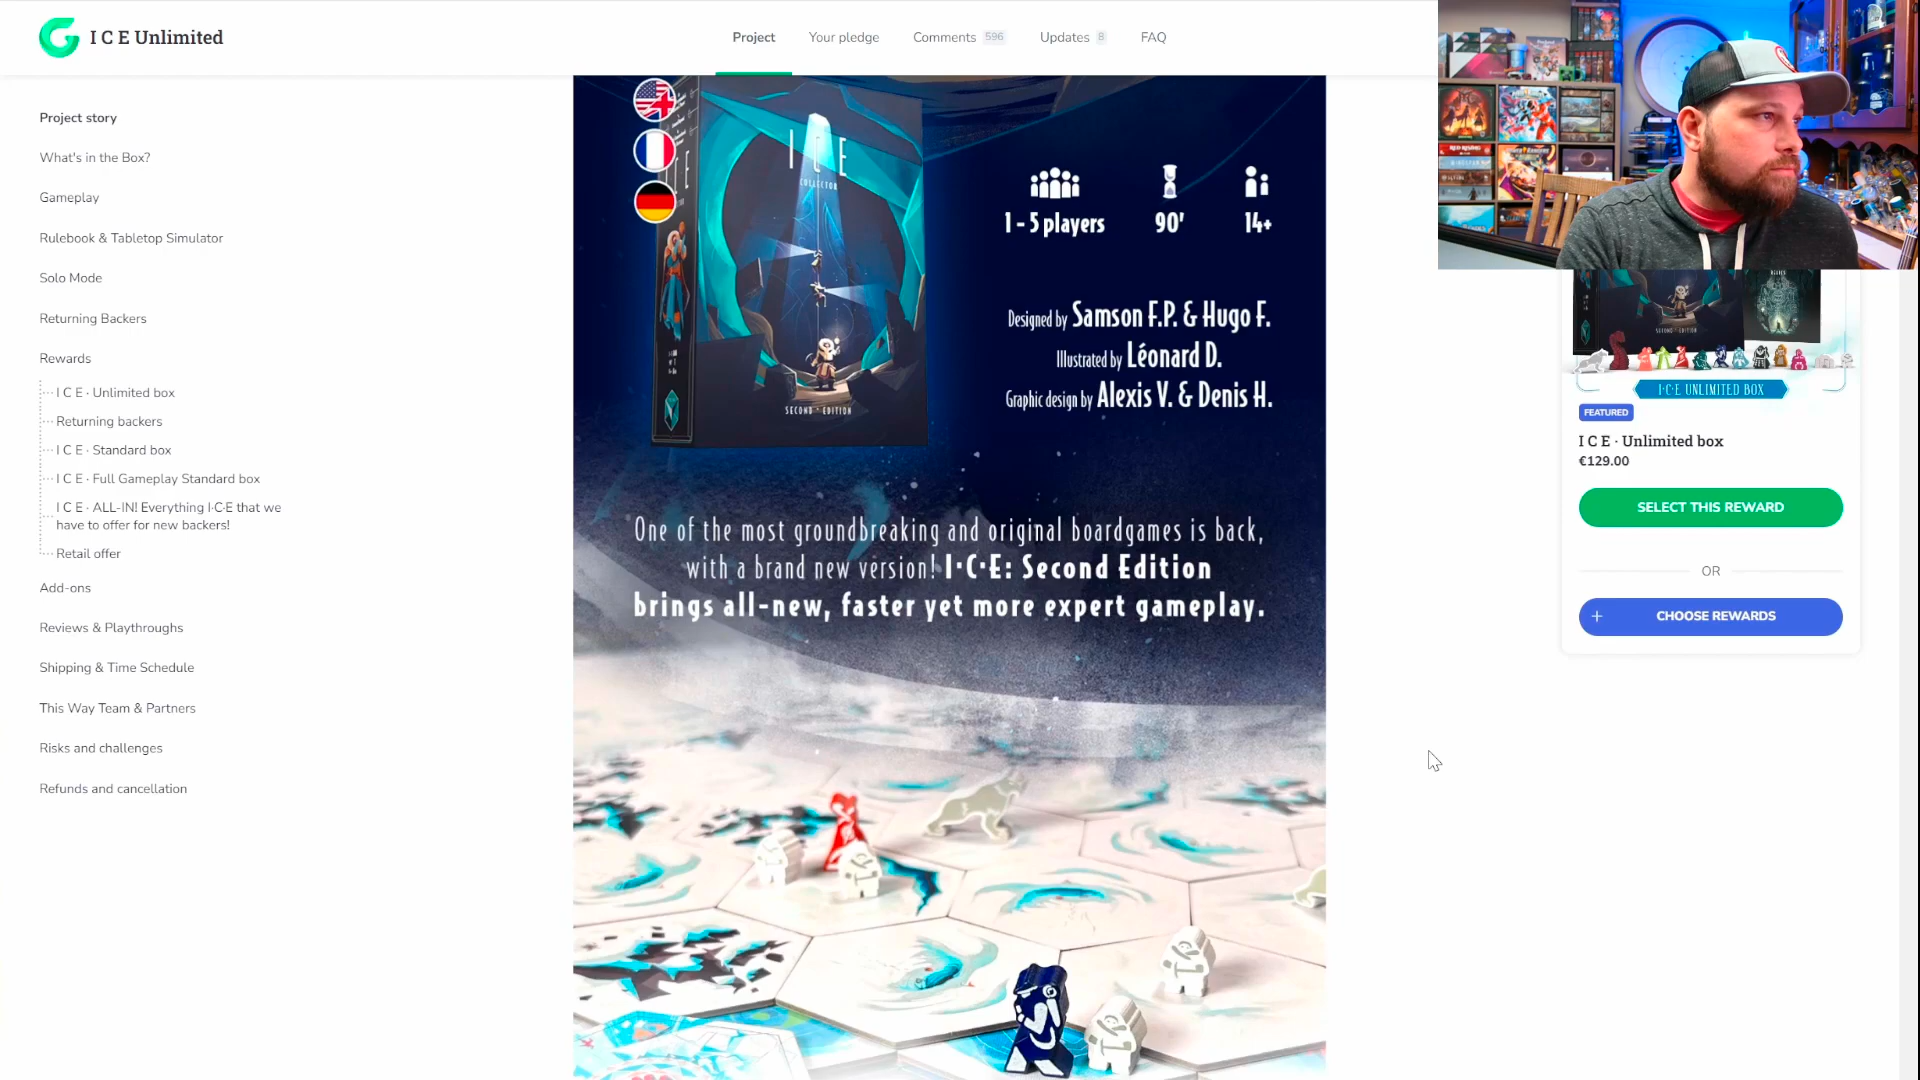 I C E Unlimited
Project
Your pledge
Comments 596
Updates 8
FAQ
Project story
What's in the Box?
Gameplay
Rulebook & Tabletop Simulator
Solo Mode
Returning Backers
Rewards
I C E · Unlimited box
Returning backers
I C E · Standard box
I C E · Full Gameplay Standard box
I C E · ALL-IN! Everything I·C·E that we
have to offer for new backers!
Retail offer
Add-ons
Reviews & Playthroughs
Shipping & Time Schedule
This Way Team & Partners
Risks and challenges
Refunds and cancellation
I C E
COLLECTOR
SECOND • EDITION
1 - 5 players
90'
14+
Designed by Samson F.P. & Hugo F.
Illustrated by Léonard D.
Graphic design by Alexis V. & Denis H.
One of the most groundbreaking and original boardgames is back,
with a brand new version! I·C·E: Second Edition
brings all-new, faster yet more expert gameplay.
RED RISING
SECOND • EDITION
I·C·E UNLIMITED BOX
FEATURED
I C E · Unlimited box
€129.00
SELECT THIS REWARD
OR
+ CHOOSE REWARDS